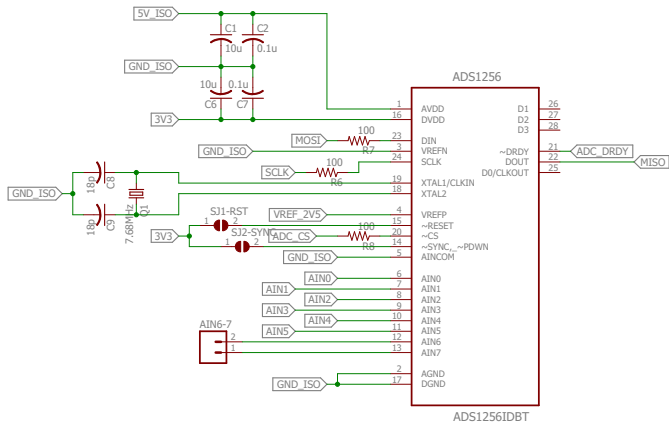 5V_ISO
C1
C2
10u
0.1u
GND_ISO
10u
0.1u
C6
C7
3V3
ADS1256
1
AVDD
16
DVDD
D1
26
D2
27
D3
28
MOSI
100
R7
23
DIN
GND_ISO
3
VREFN
~DRDY
21
ADC_DRDY
SCLK
100
R6
24
SCLK
DOUT
22
MISO
D0/CLKOUT
25
19
XTAL1/CLKIN
18
XTAL2
GND_ISO
18p
C8
18p
C9
7.68MHz
Q1
SJ1-RST
1
2
VREF_2V5
4
VREFP
15
~RESET
3V3
SJ2-SYNC
1
2
ADC_CS
100
R8
20
~CS
14
~SYNC,_~PDWN
GND_ISO
5
AINCOM
AIN0
6
AIN0
AIN1
7
AIN1
AIN2
8
AIN2
AIN3
9
AIN3
AIN4
10
AIN4
AIN5
11
AIN5
AIN6-7
2
12
AIN6
1
13
AIN7
2
AGND
GND_ISO
17
DGND
ADS1256IDBT